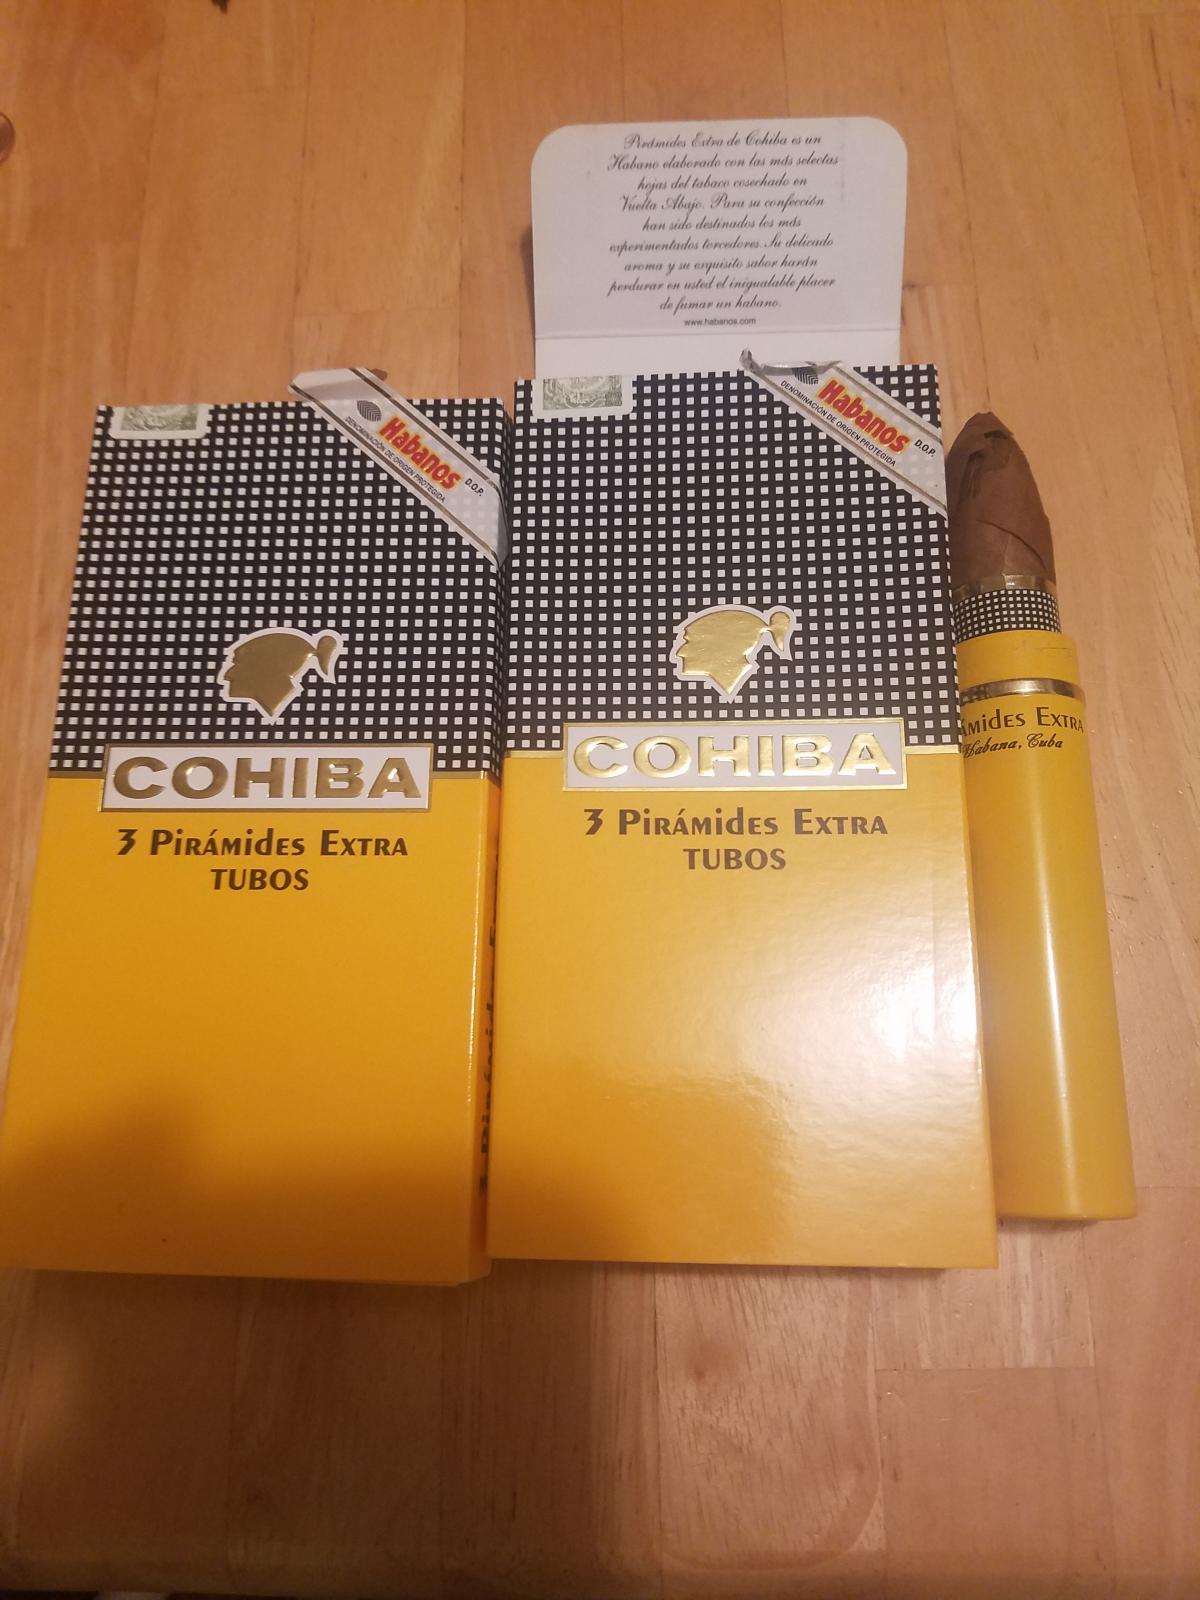 Pirámides Extra de Cohiba es un
Habano elaborado con las más selectas
hojas del tabaco cosechado en
Vuelta Abajo. Para su confección
han sido destinados los más
experimentados torcedores. Su delicado
aroma y su exquisito sabor harán
perdurar en usted el inigualable placer
de fumar un habano.
www.habanos.com
Habanos D.O.P.
DENOMINACIÓN DE ORIGEN PROTEGIDA
COHIBA
3 Pirámides Extra
TUBOS
Habanos D.O.P.
DENOMINACIÓN DE ORIGEN PROTEGIDA
COHIBA
3 Pirámides Extra
TUBOS
ámides Extra
Habana, Cuba